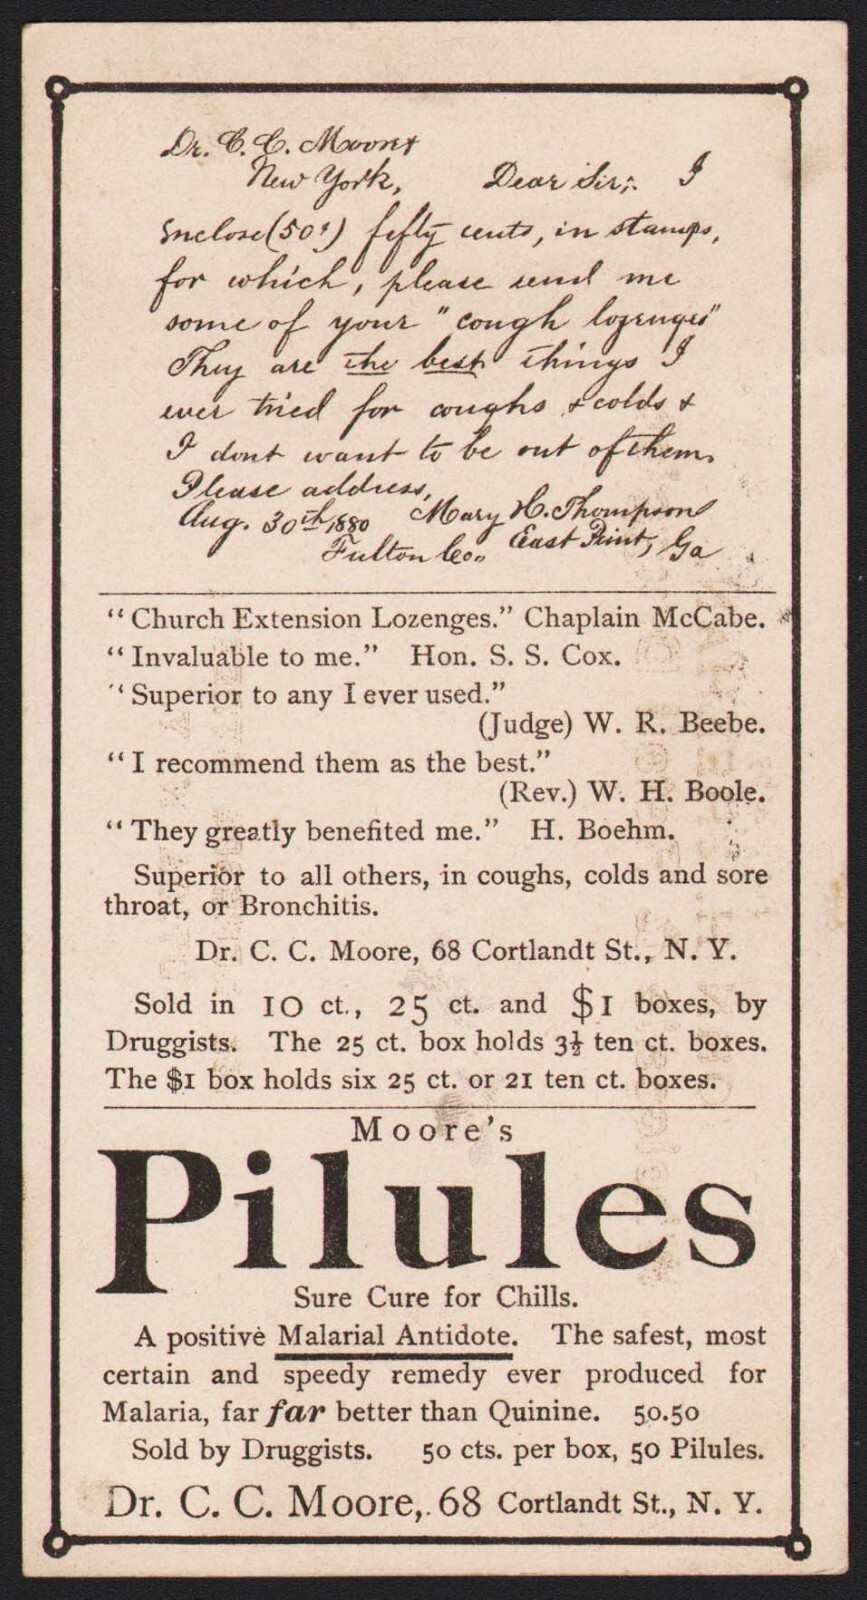 Dr. C. C. Moore
New York, Dear Sir;. I
enclose (50¢) fifty cents, in stamps,
for which, please send me
some of your "cough lozenges"
They are the best things I
ever tried for coughs & colds &
I dont want to be out of them.
Please address,
Aug. 30th, 1880 Mary H. Thompson
Fulton Co., East Point, Ga
"Church Extension Lozenges." Chaplain McCabe.
"Invaluable to me." Hon. S. S. Cox.
"Superior to any I ever used."
(Judge) W. R. Beebe.
"I recommend them as the best."
(Rev.) W. H. Boole.
"They greatly benefited me." H. Boehm.
Superior to all others, in coughs, colds and sore
throat, or Bronchitis.
Dr. C. C. Moore, 68 Cortlandt St., N. Y.
Sold in 10 ct., 25 ct. and $1 boxes, by
Druggists. The 25 ct. box holds 3½ ten ct. boxes.
The $1 box holds six 25 ct. or 21 ten ct. boxes.
Moore's
Pilules
Sure Cure for Chills.
A positive Malarial Antidote. The safest, most
certain and speedy remedy ever produced for
Malaria, far far better than Quinine. 50.50
Sold by Druggists. 50 cts. per box, 50 Pilules.
Dr. C. C. Moore, 68 Cortlandt St., N. Y.